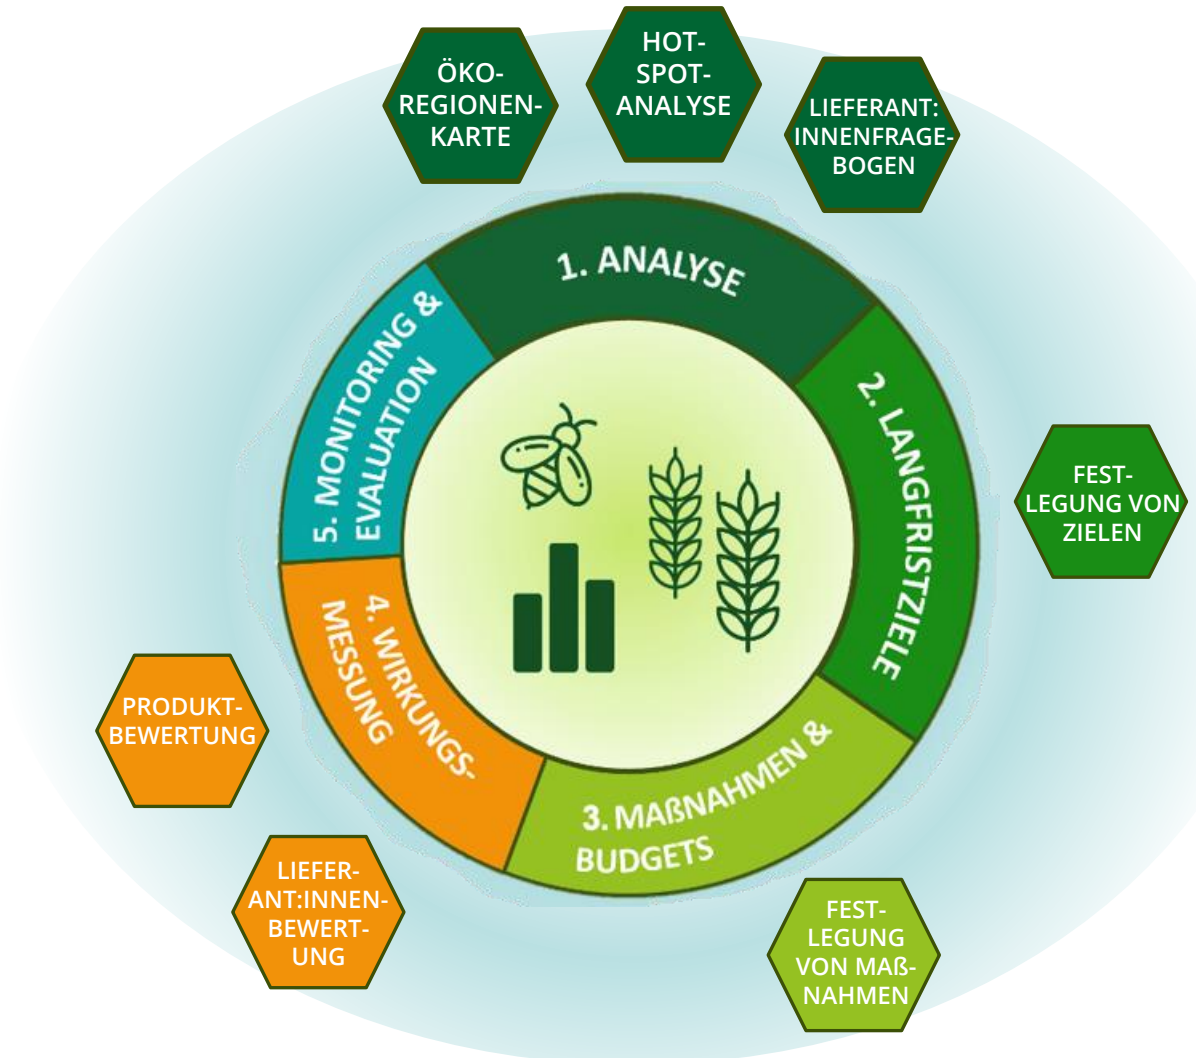 ÖKO-
REGIONEN-
KARTE
HOT-
SPOT-
ANALYSE
LIEFERANT:
INNENFRAGE-
BOGEN
1. ANALYSE
2. LANGFRISTZIELE
FEST-
LEGUNG VON
ZIELEN
3. MAßNAHMEN &
BUDGETS
FEST-
LEGUNG
VON MAß-
NAHMEN
4. WIRKUNGS-
MESSUNG
PRODUKT-
BEWERTUNG
LIEFER-
ANT:INNEN-
BEWERT-
UNG
5. MONITORING &
EVALUATION